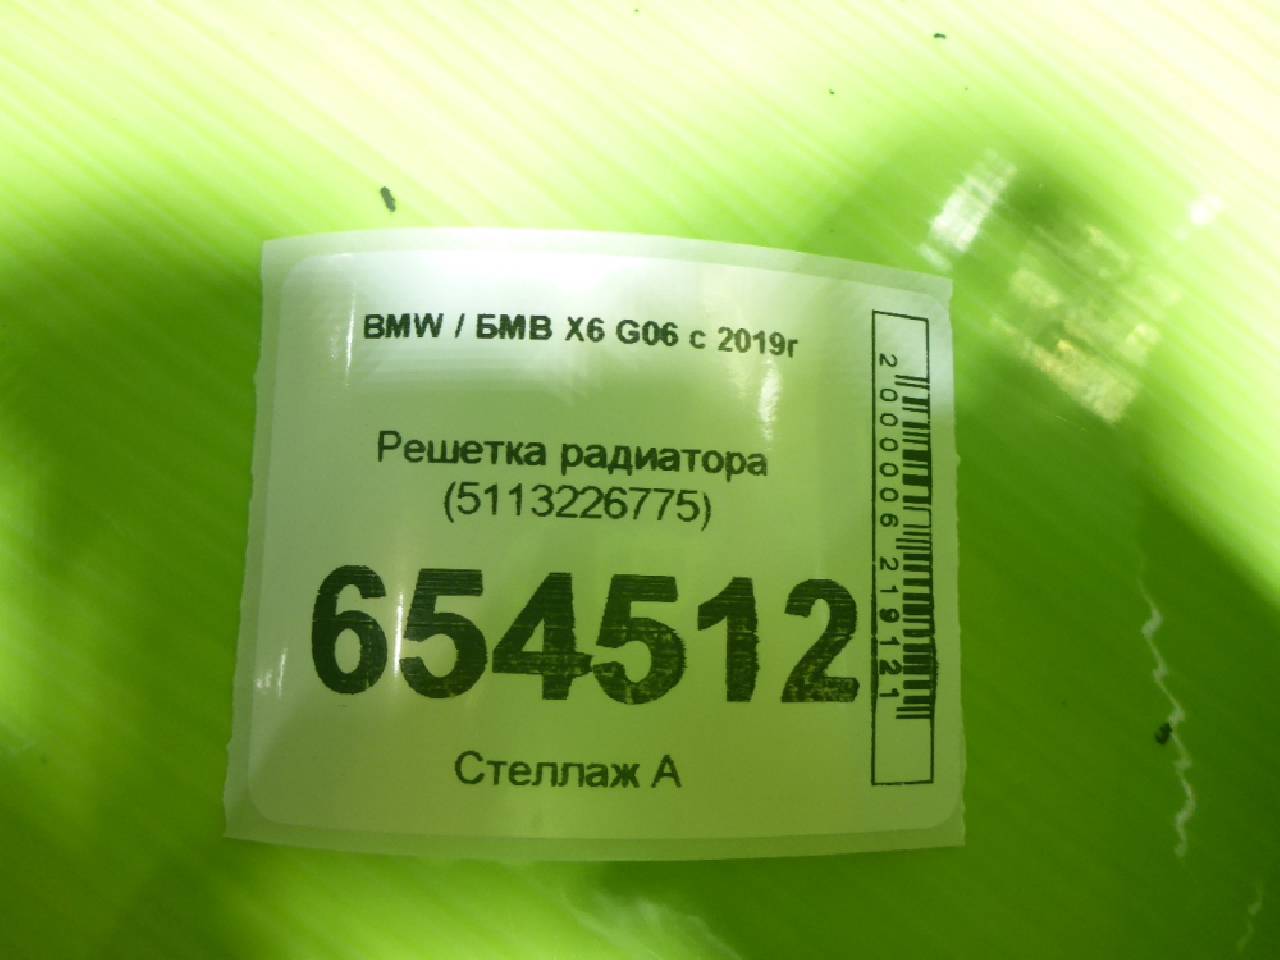 BMW / БМВ X6 G06 с 2019г
Решетка радиатора
(5113226775)
654512
Стеллаж А
2000006219121